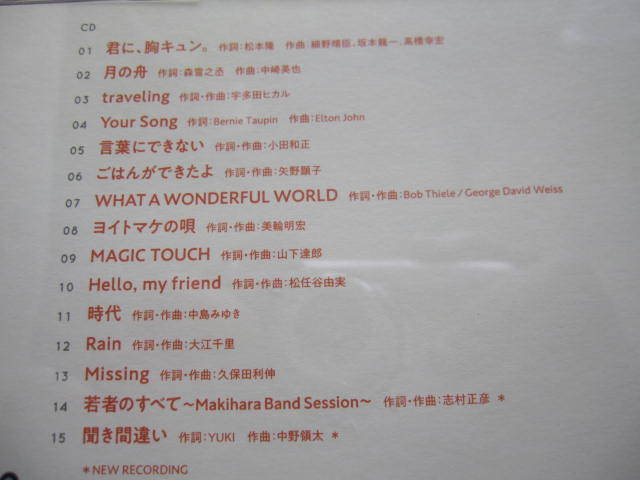 CD
01 君に、胸キュン。 作詞:松本隆 作曲:細野晴臣、坂本龍一、高橋幸宏
02 月の舟 作詞:森雪之丞 作曲:中崎英也
03 traveling 作詞・作曲:宇多田ヒカル
04 Your Song 作詞:Bernie Taupin 作曲:Elton John
05 言葉にできない 作詞・作曲:小田和正
06 ごはんができたよ 作詞・作曲:矢野顕子
07 WHAT A WONDERFUL WORLD 作詞・作曲:Bob Thiele / George David Weiss
08 ヨイトマケの唄 作詞・作曲:美輪明宏
09 MAGIC TOUCH 作詞・作曲:山下達郎
10 Hello, my friend 作詞・作曲:松任谷由実
11 時代 作詞・作曲:中島みゆき
12 Rain 作詞・作曲:大江千里
13 Missing 作詞・作曲:久保田利伸
14 若者のすべて～Makihara Band Session～ 作詞・作曲:志村正彦 *
15 聞き間違い 作詞:YUKI 作曲:中野領太 *
*NEW RECORDING